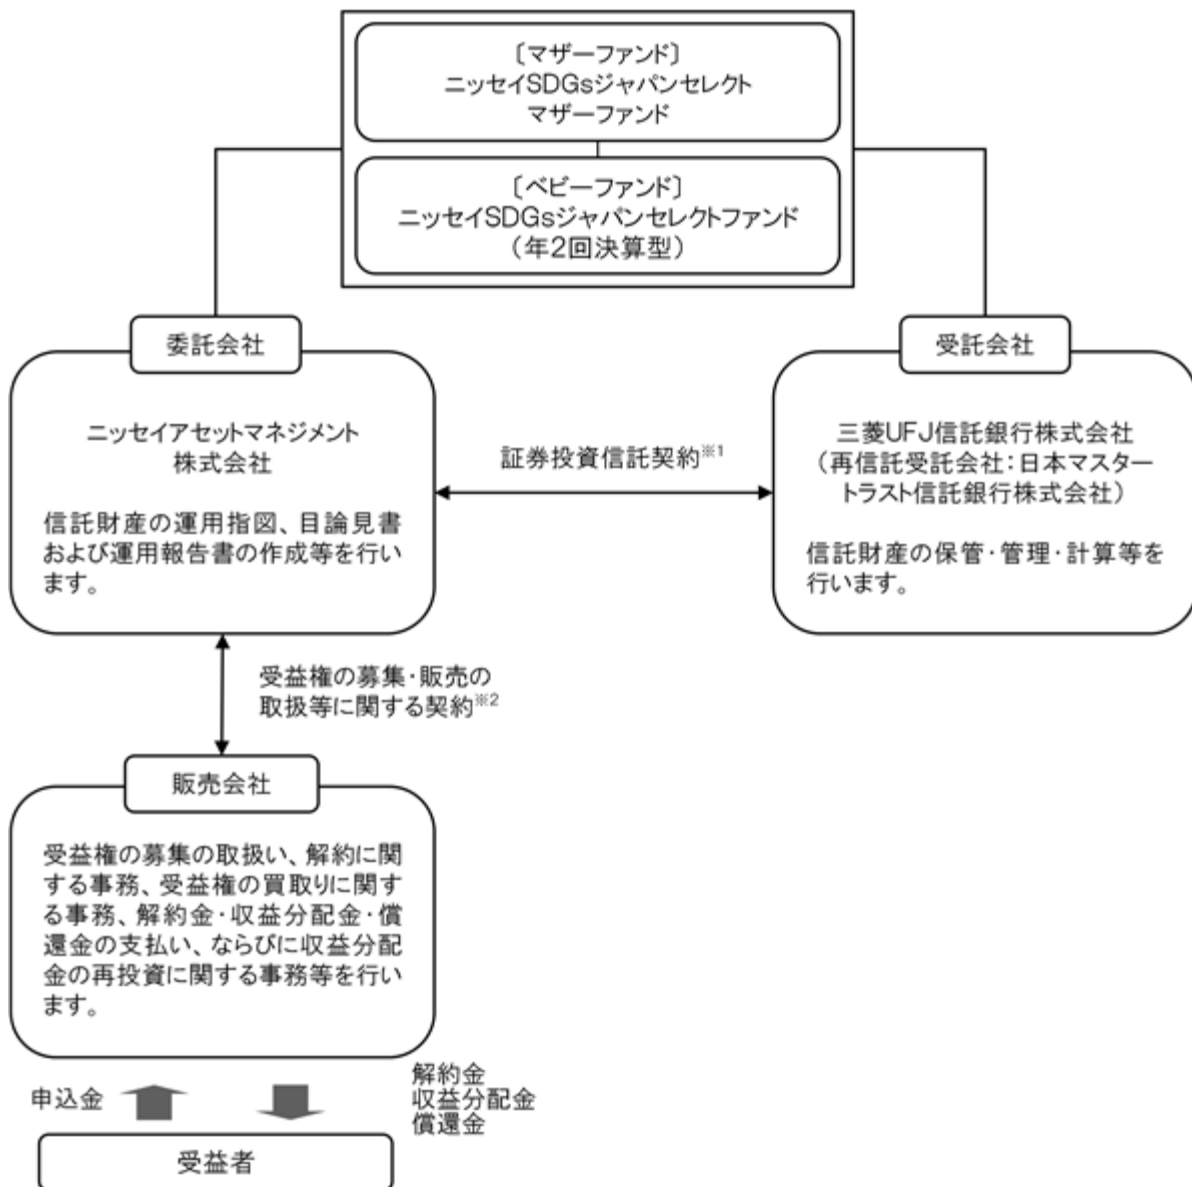 〔マザーファンド〕
ニッセイSDGsジャパンセレクト
マザーファンド
〔ベビーファンド〕
ニッセイSDGsジャパンセレクトファンド
（年2回決算型）
委託会社
ニッセイアセットマネジメント
株式会社
信託財産の運用指図、目論見書
および運用報告書の作成等を行い
ます。
証券投資信託契約※1
受託会社
三菱UFJ信託銀行株式会社
（再信託受託会社：日本マスター
トラスト信託銀行株式会社）
信託財産の保管・管理・計算等を
行います。
受益権の募集・販売の
取扱等に関する契約※2
販売会社
受益権の募集の取扱い、解約に関
する事務、受益権の買取りに関す
る事務、解約金・収益分配金・償
還金の支払い、ならびに収益分配
金の再投資に関する事務等を行い
ます。
申込金
解約金
収益分配金
償還金
受益者